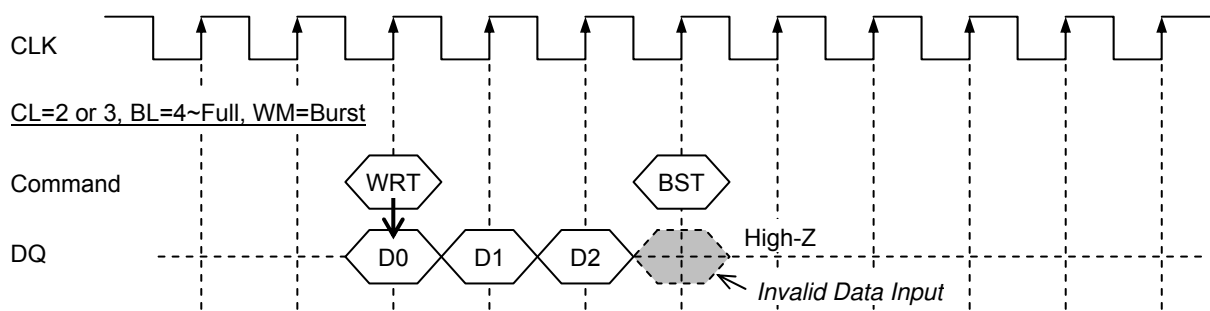 CLK
CL=2 or 3, BL=4~Full, WM=Burst
Command WRT BST
DQ D0 D1 D2 High-Z
Invalid Data Input